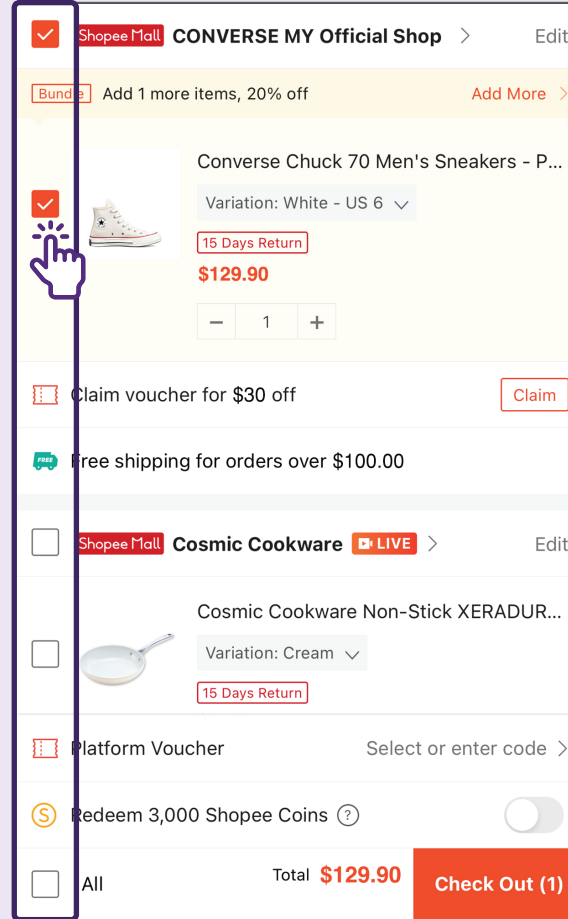 Shopee Mall CONVERSE MY Official Shop > Edit
Bundle Add 1 more items, 20% off Add More >
Converse Chuck 70 Men's Sneakers - P...
Variation: White - US 6
15 Days Return
$129.90
− 1 +
Claim voucher for $30 off Claim
FREE Free shipping for orders over $100.00
Shopee Mall Cosmic Cookware LIVE > Edit
Cosmic Cookware Non-Stick XERADUR...
Variation: Cream
15 Days Return
Platform Voucher Select or enter code >
S Redeem 3,000 Shopee Coins ?
All Total $129.90 Check Out (1)